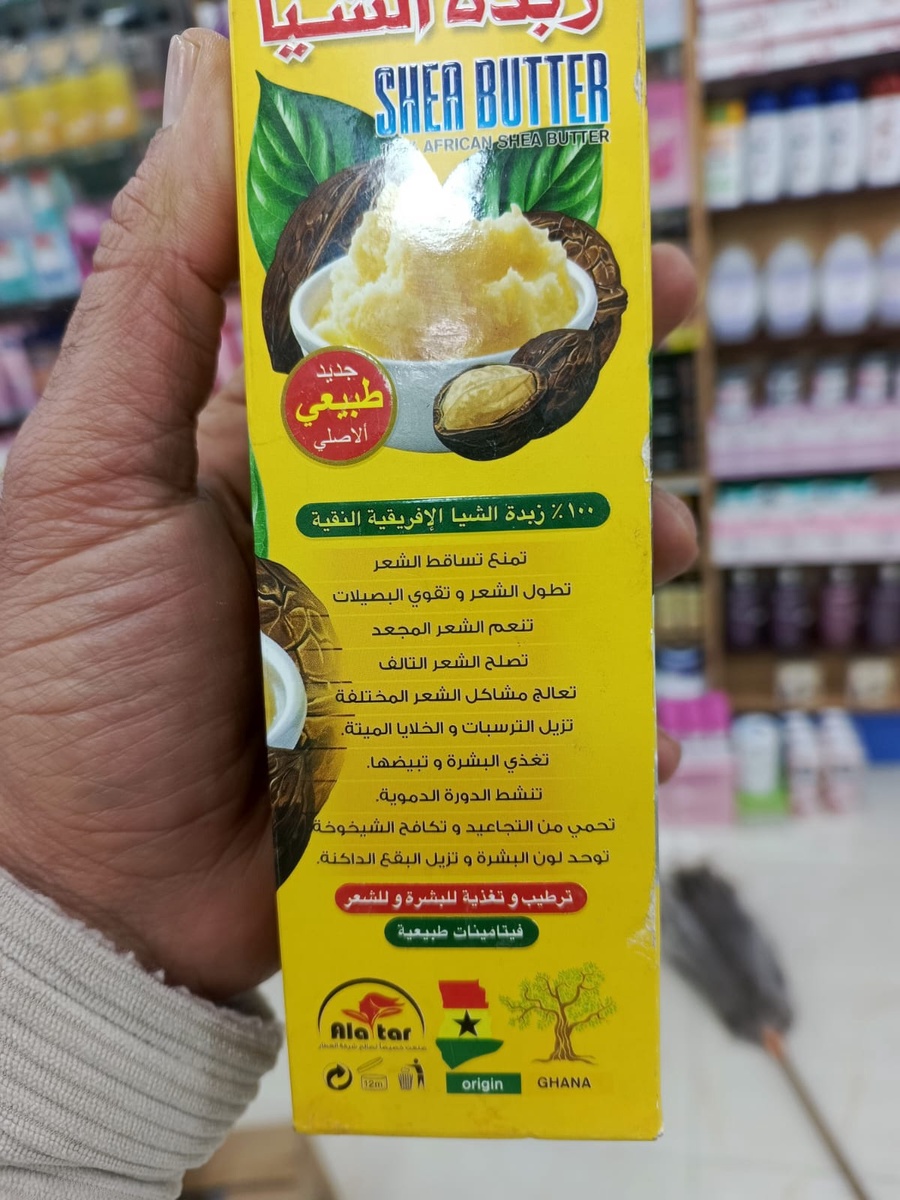 زبدة الشيا
SHEA BUTTER
AFRICAN SHEA BUTTER
جديد
طبيعي
ألاصلي
١٠٠٪ زبدة الشيا الإفريقية النقية
تمنع تساقط الشعر
تطول الشعر و تقوي البصيلات
تنعم الشعر المجعد
تصلح الشعر التالف
تعالج مشاكل الشعر المختلفة
تزيل الترسبات و الخلايا الميتة.
تغذي البشرة و تبيضها.
تنشط الدورة الدموية.
تحمي من التجاعيد و تكافح الشيخوخة
توحد لون البشرة و تزيل البقع الداكنة.
ترطيب و تغذية للبشرة و للشعر
فيتامينات طبيعية
Alattar
12m
origin
GHANA